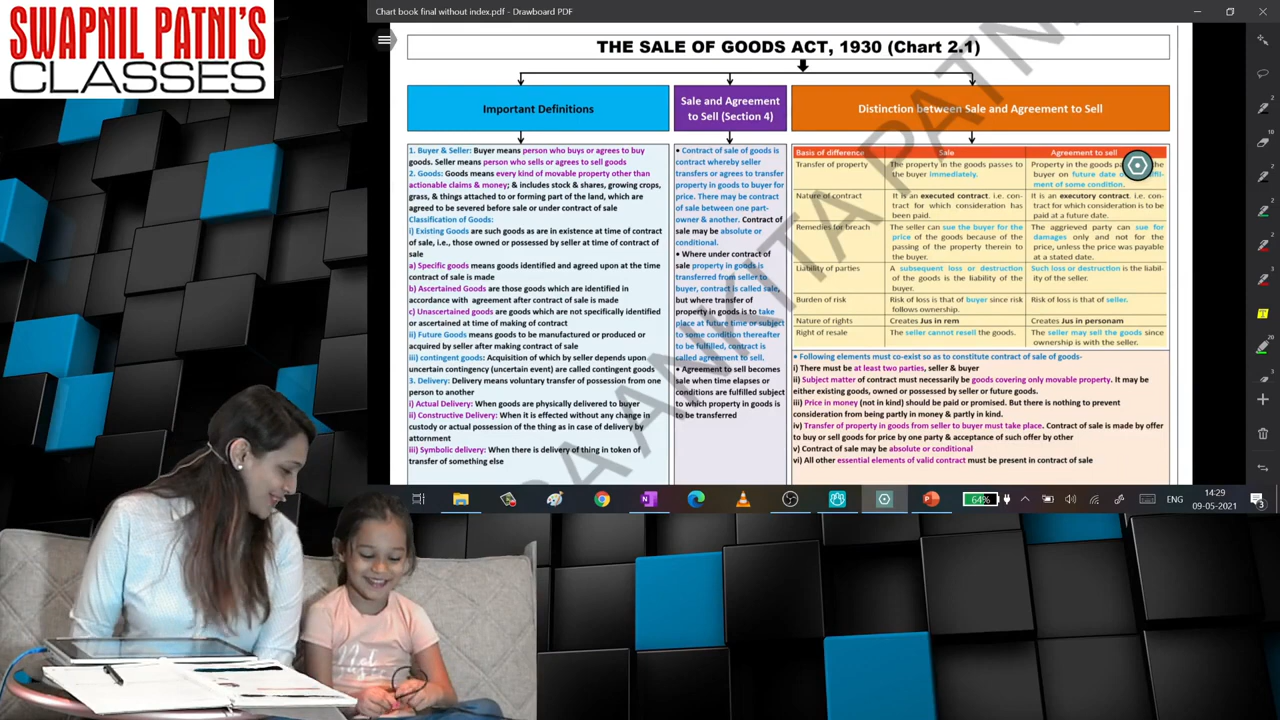 SWAPNIL PATNI'S
CLASSES
Chart book final without index.pdf - Drawboard PDF
THE SALE OF GOODS ACT, 1930 (Chart 2.1)
Important Definitions
1. Buyer & Seller: Buyer means person who buys or agrees to buy
goods. Seller means person who sells or agrees to sell goods
2. Goods: Goods means every kind of movable property other than
actionable claims & money; & includes stock & shares, growing crops,
grass, & things attached to or forming part of the land, which are
agreed to be severed before sale or under contract of sale
Classification of Goods:
i) Existing Goods are such goods as are in existence at time of contract
of sale, i.e., those owned or possessed by seller at time of contract of
sale
a) Specific goods means goods identified and agreed upon at the time
contract of sale is made
b) Ascertained Goods are those goods which are identified in
accordance with agreement after contract of sale is made
c) Unascertained goods are goods which are not specifically identified
or ascertained at time of making of contract
ii) Future Goods means goods to be manufactured or produced or
acquired by seller after making contract of sale
iii) contingent goods: Acquisition of which by seller depends upon
uncertain contingency (uncertain event) are called contingent goods
3. Delivery: Delivery means voluntary transfer of possession from one
person to another
i) Actual Delivery: When goods are physically delivered to buyer
ii) Constructive Delivery: When it is effected without any change in
custody or actual possession of the thing as in case of delivery by
attornment
iii) Symbolic delivery: When there is delivery of thing in token of
transfer of something else
Sale and Agreement
to Sell (Section 4)
• Contract of sale of goods is
contract whereby seller
transfers or agrees to transfer
property in goods to buyer for
price. There may be contract
of sale between one part-
owner & another. Contract of
sale may be absolute or
conditional.
• Where under contract of
sale property in goods is
transferred from seller to
buyer, contract is called sale,
but where transfer of
property in goods is to take
place at future time or subject
to some condition thereafter
to be fulfilled, contract is
called agreement to sell.
• Agreement to sell becomes
sale when time elapses or
conditions are fulfilled subject
to which property in goods is
to be transferred
Distinction between Sale and Agreement to Sell
Basis of difference Sale Agreement to sell
Transfer of property The property in the goods passes to Property in the goods the
the buyer immediately. buyer on future date
ment of some condition.
Nature of contract It is an executed contract. i.e. con- It is an executory contract. i.e. con-
tract for which consideration has tract for which consideration is to be
been paid. paid at a future date.
Remedies for breach The seller can sue the buyer for the The aggrieved party can sue for
price of the goods because of the damages only and not for the
passing of the property therein to price, unless the price was payable
the buyer. at a stated date.
Liability of parties A subsequent loss or destruction Such loss or destruction is the liabil-
of the goods is the liability of the ity of the seller.
buyer.
Burden of risk Risk of loss is that of buyer since risk Risk of loss is that of seller.
follows ownership.
Nature of rights Creates Jus in rem Creates Jus in personam
Right of resale The seller cannot resell the goods. The seller may sell the goods since
ownership is with the seller.
• Following elements must co-exist so as to constitute contract of sale of goods-
i) There must be at least two parties, seller & buyer
ii) Subject matter of contract must necessarily be goods covering only movable property. It may be
either existing goods, owned or possessed by seller or future goods.
iii) Price in money (not in kind) should be paid or promised. But there is nothing to prevent
consideration from being partly in money & partly in kind.
iv) Transfer of property in goods from seller to buyer must take place. Contract of sale is made by offer
to buy or sell goods for price by one party & acceptance of such offer by other
v) Contract of sale may be absolute or conditional
vi) All other essential elements of valid contract must be present in contract of sale
64%
ENG
14:29
09-05-2021